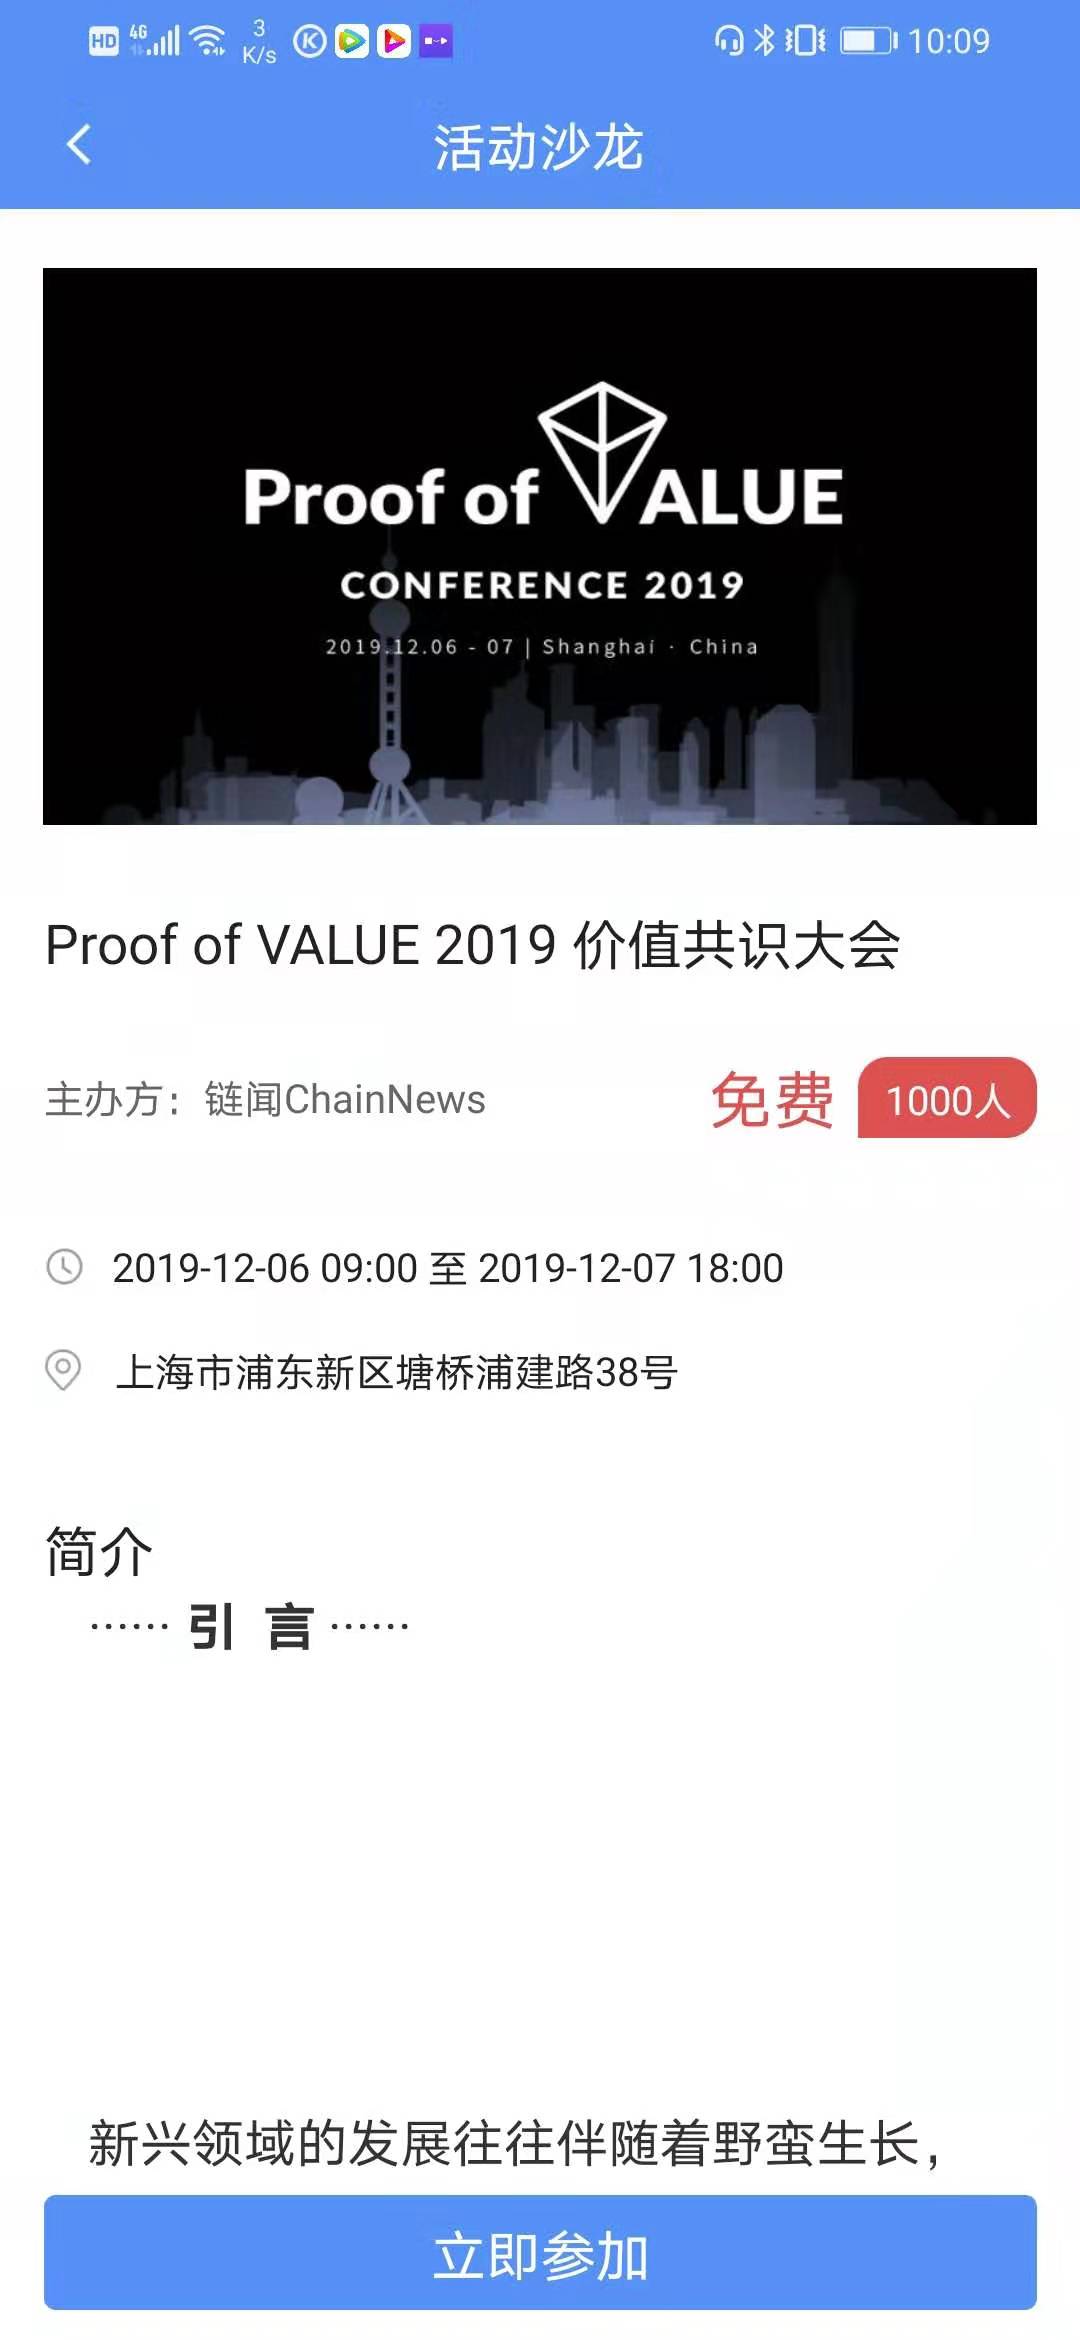 HD 4G 3 K/s 10:09
活动沙龙
Proof of VALUE
CONFERENCE 2019
2019.12.06 - 07 | Shanghai · China
Proof of VALUE 2019 价值共识大会
主办方：链闻ChainNews 免费 1000人
2019-12-06 09:00 至 2019-12-07 18:00
上海市浦东新区塘桥浦建路38号
简介
······ 引 言 ······
新兴领域的发展往往伴随着野蛮生长，
立即参加